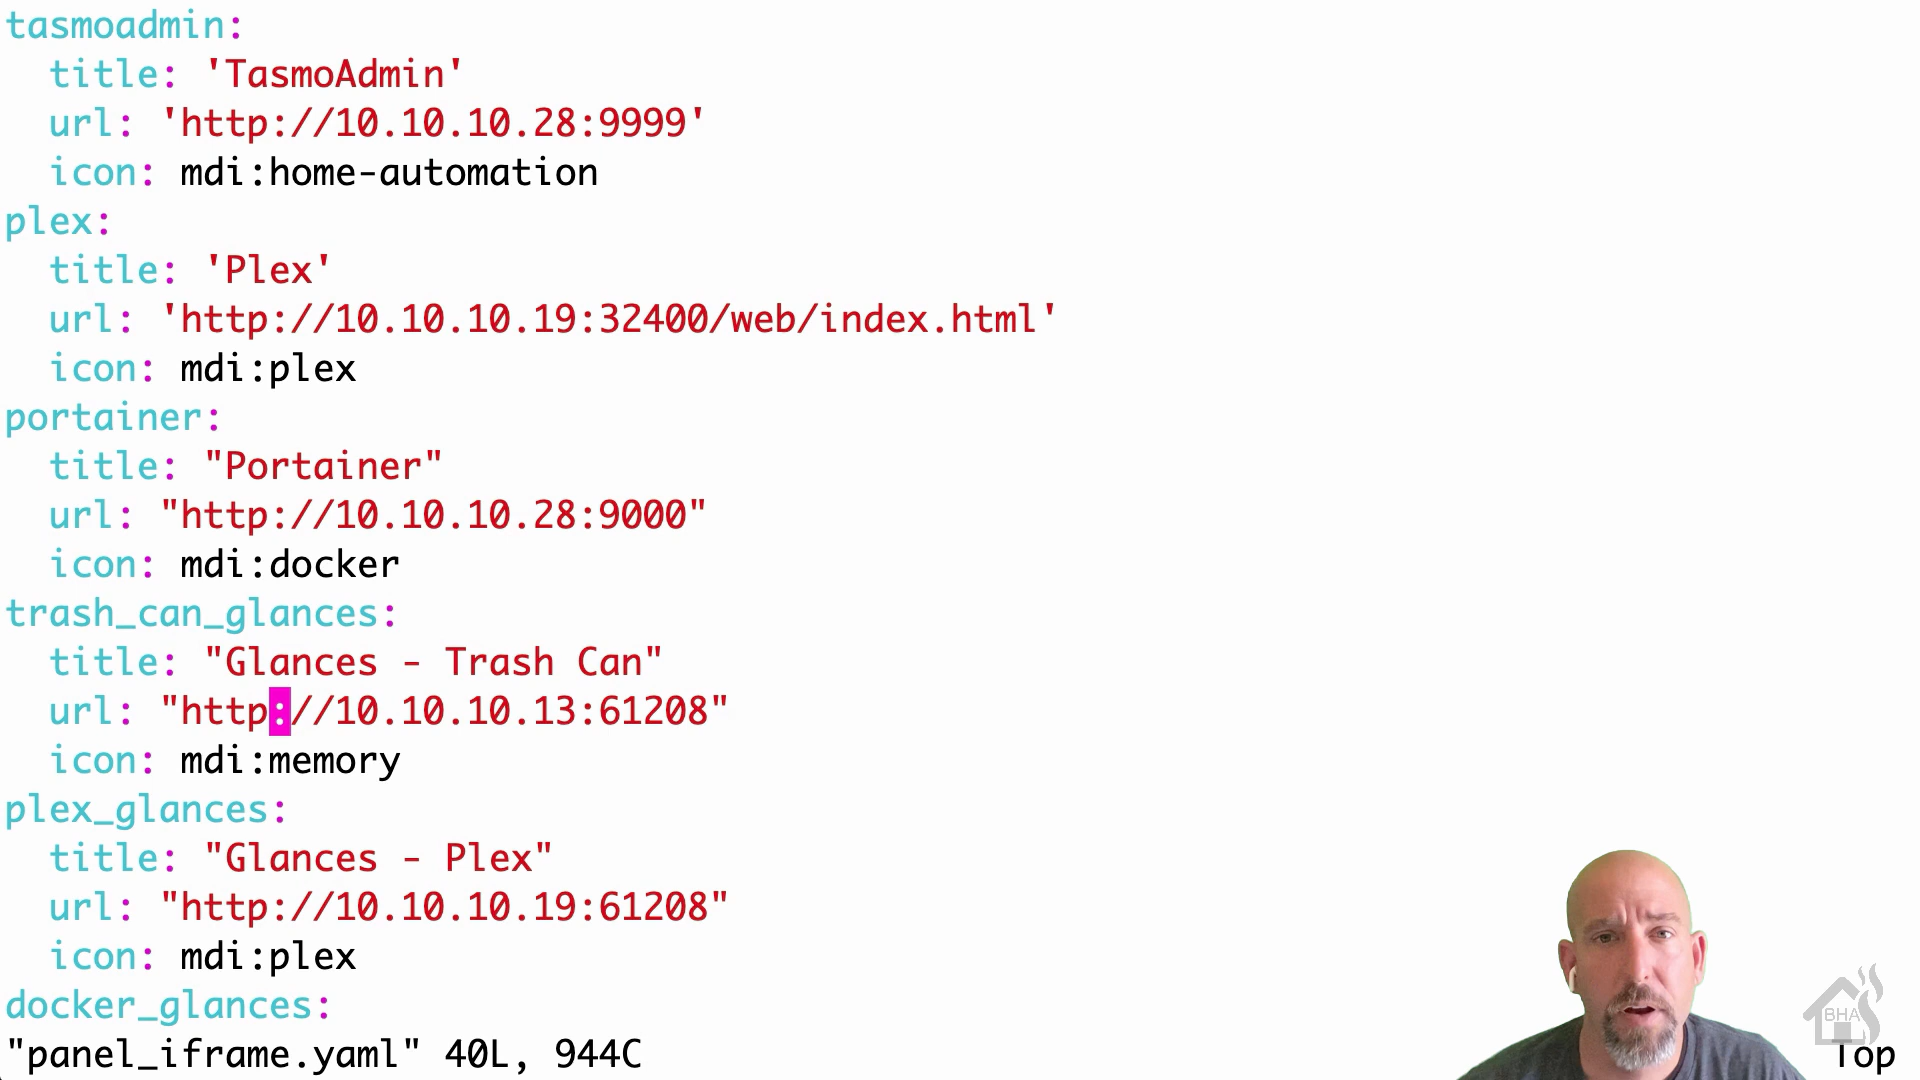 tasmoadmin:
  title: 'TasmoAdmin'
  url: 'http://10.10.10.28:9999'
  icon: mdi:home-automation
plex:
  title: 'Plex'
  url: 'http://10.10.10.19:32400/web/index.html'
  icon: mdi:plex
portainer:
  title: "Portainer"
  url: "http://10.10.10.28:9000"
  icon: mdi:docker
trash_can_glances:
  title: "Glances - Trash Can"
  url: "http://10.10.10.13:61208"
  icon: mdi:memory
plex_glances:
  title: "Glances - Plex"
  url: "http://10.10.10.19:61208"
  icon: mdi:plex
docker_glances:
BHA
"panel_iframe.yaml" 40L, 944C Top